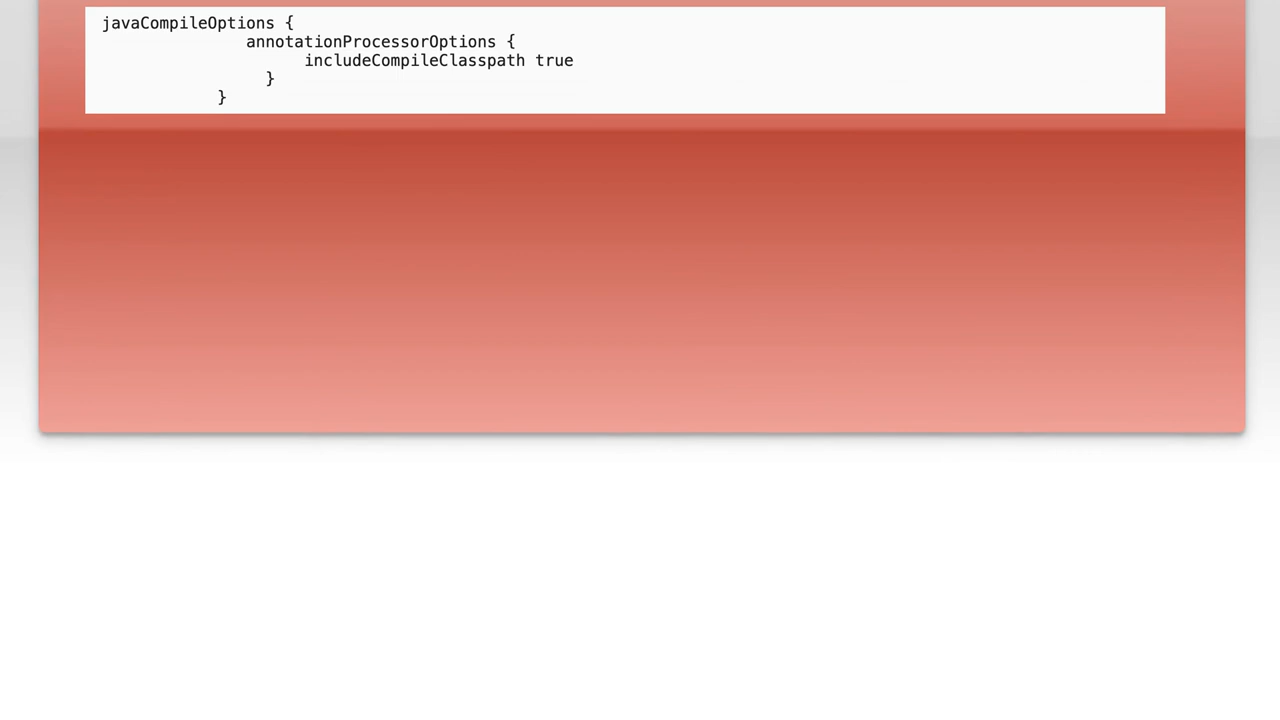 javaCompileOptions {
annotationProcessorOptions {
includeCompileClasspath true
}
}